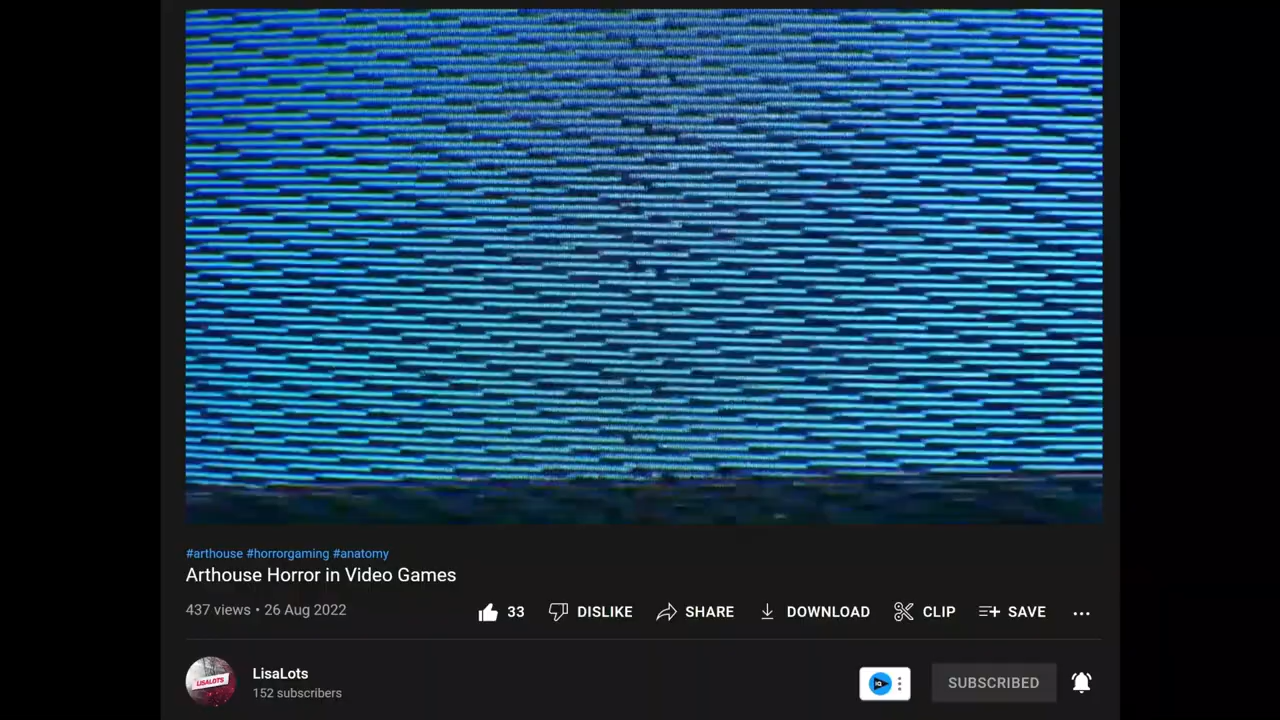 #arthouse #horrorgaming #anatomy
Arthouse Horror in Video Games
437 views • 26 Aug 2022
33 DISLIKE SHARE DOWNLOAD CLIP SAVE
LISALOTS
LisaLots
152 subscribers
SUBSCRIBED